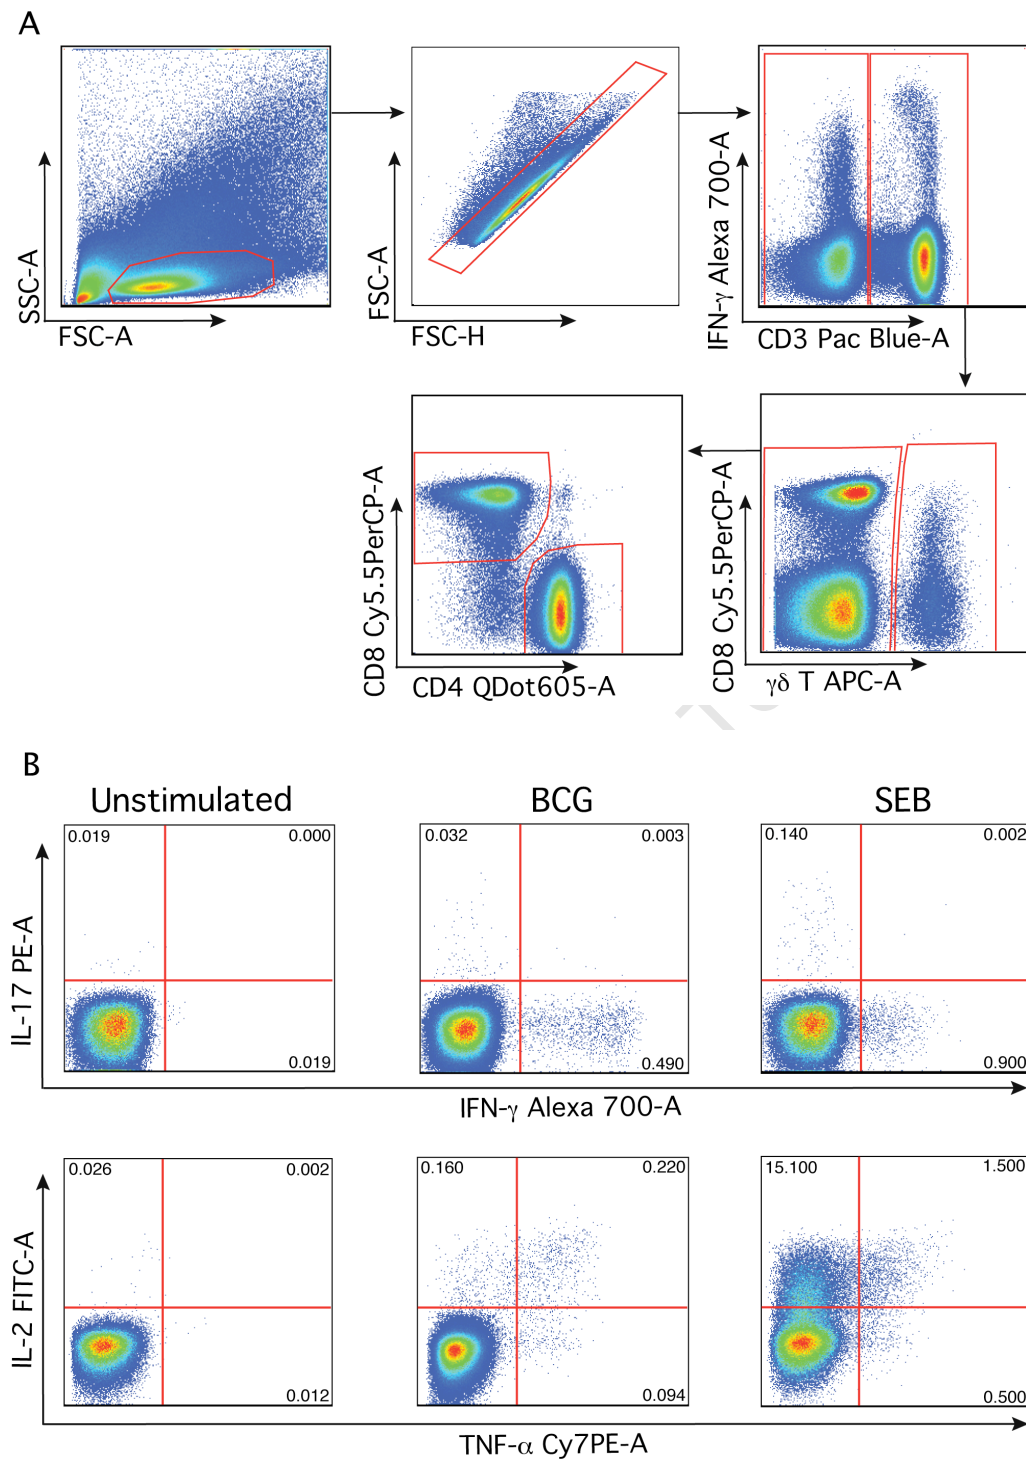 A
SSC-A
FSC-A
FSC-A
FSC-H
IFN-γ Alexa 700-A
CD3 Pac Blue-A
CD8 Cy5.5PerCP-A
CD4 QDot605-A
CD8 Cy5.5PerCP-A
γδ T APC-A
B
Unstimulated
BCG
SEB
IL-17 PE-A
0.019
0.000
0.019
0.032
0.003
0.490
0.140
0.002
0.900
IFN-γ Alexa 700-A
IL-2 FITC-A
0.026
0.002
0.012
0.160
0.220
0.094
15.100
1.500
0.500
TNF-α Cy7PE-A